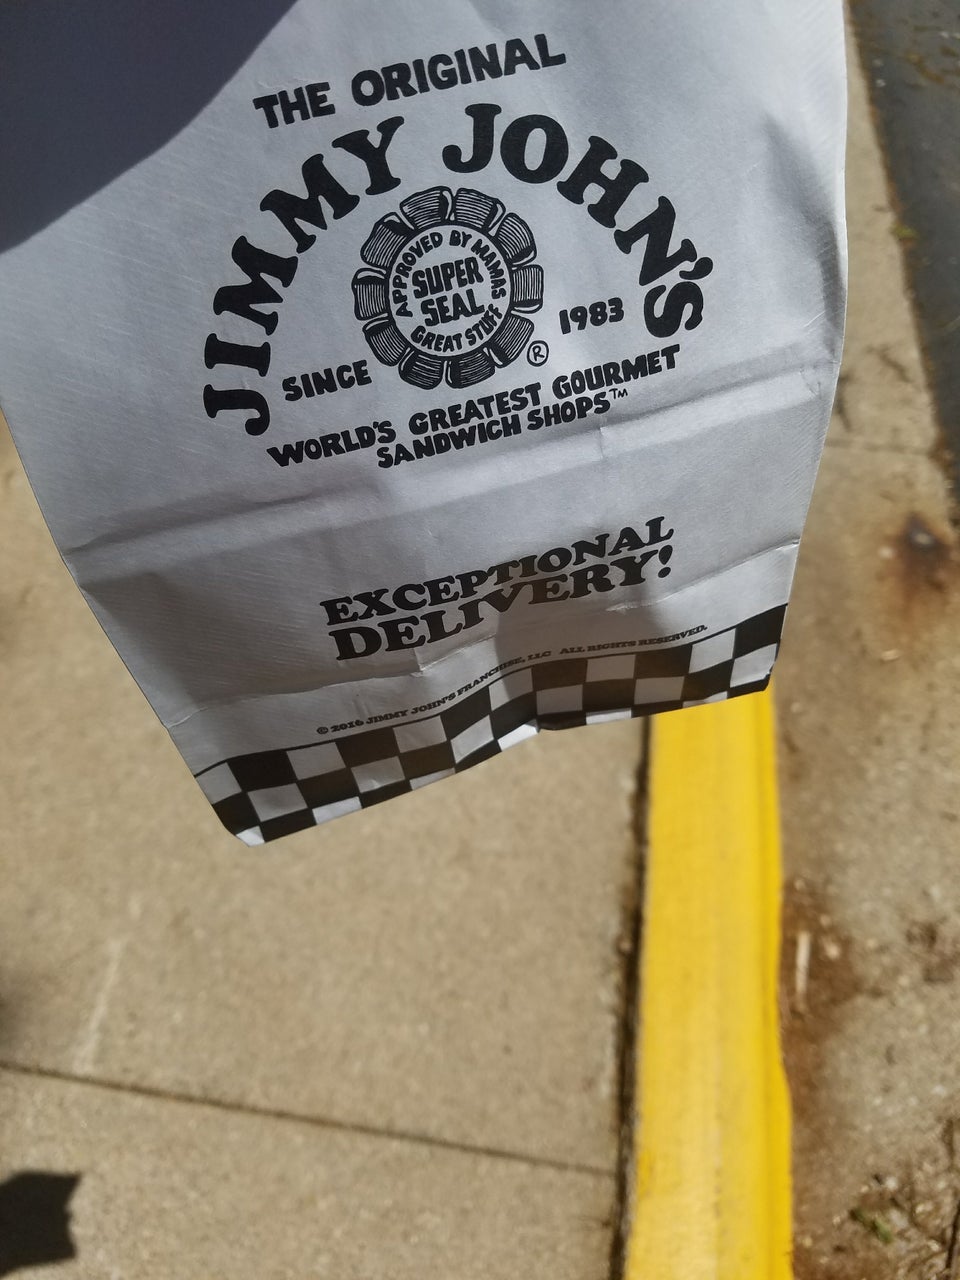 THE ORIGINAL
JIMMY JOHN'S
APPROVED BY MAMAS
SUPER
SEAL
GREAT STUFF
®
SINCE 1983
WORLD'S GREATEST GOURMET
SANDWICH SHOPS™
EXCEPTIONAL
DELIVERY!
© 2016 JIMMY JOHN'S FRANCHISE, LLC ALL RIGHTS RESERVED.